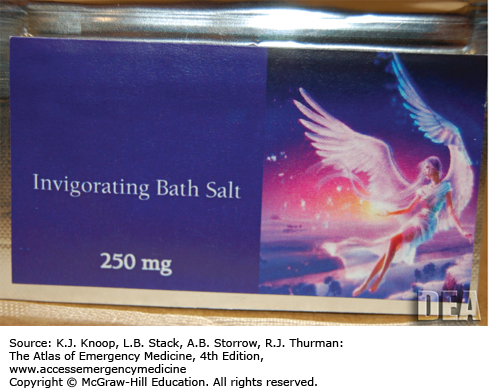 Invigorating Bath Salt
250 mg
DEA
Source: K.J. Knoop, L.B. Stack, A.B. Storrow, R.J. Thurman:
The Atlas of Emergency Medicine, 4th Edition,
www.accessemergencymedicine
Copyright © McGraw-Hill Education. All rights reserved.